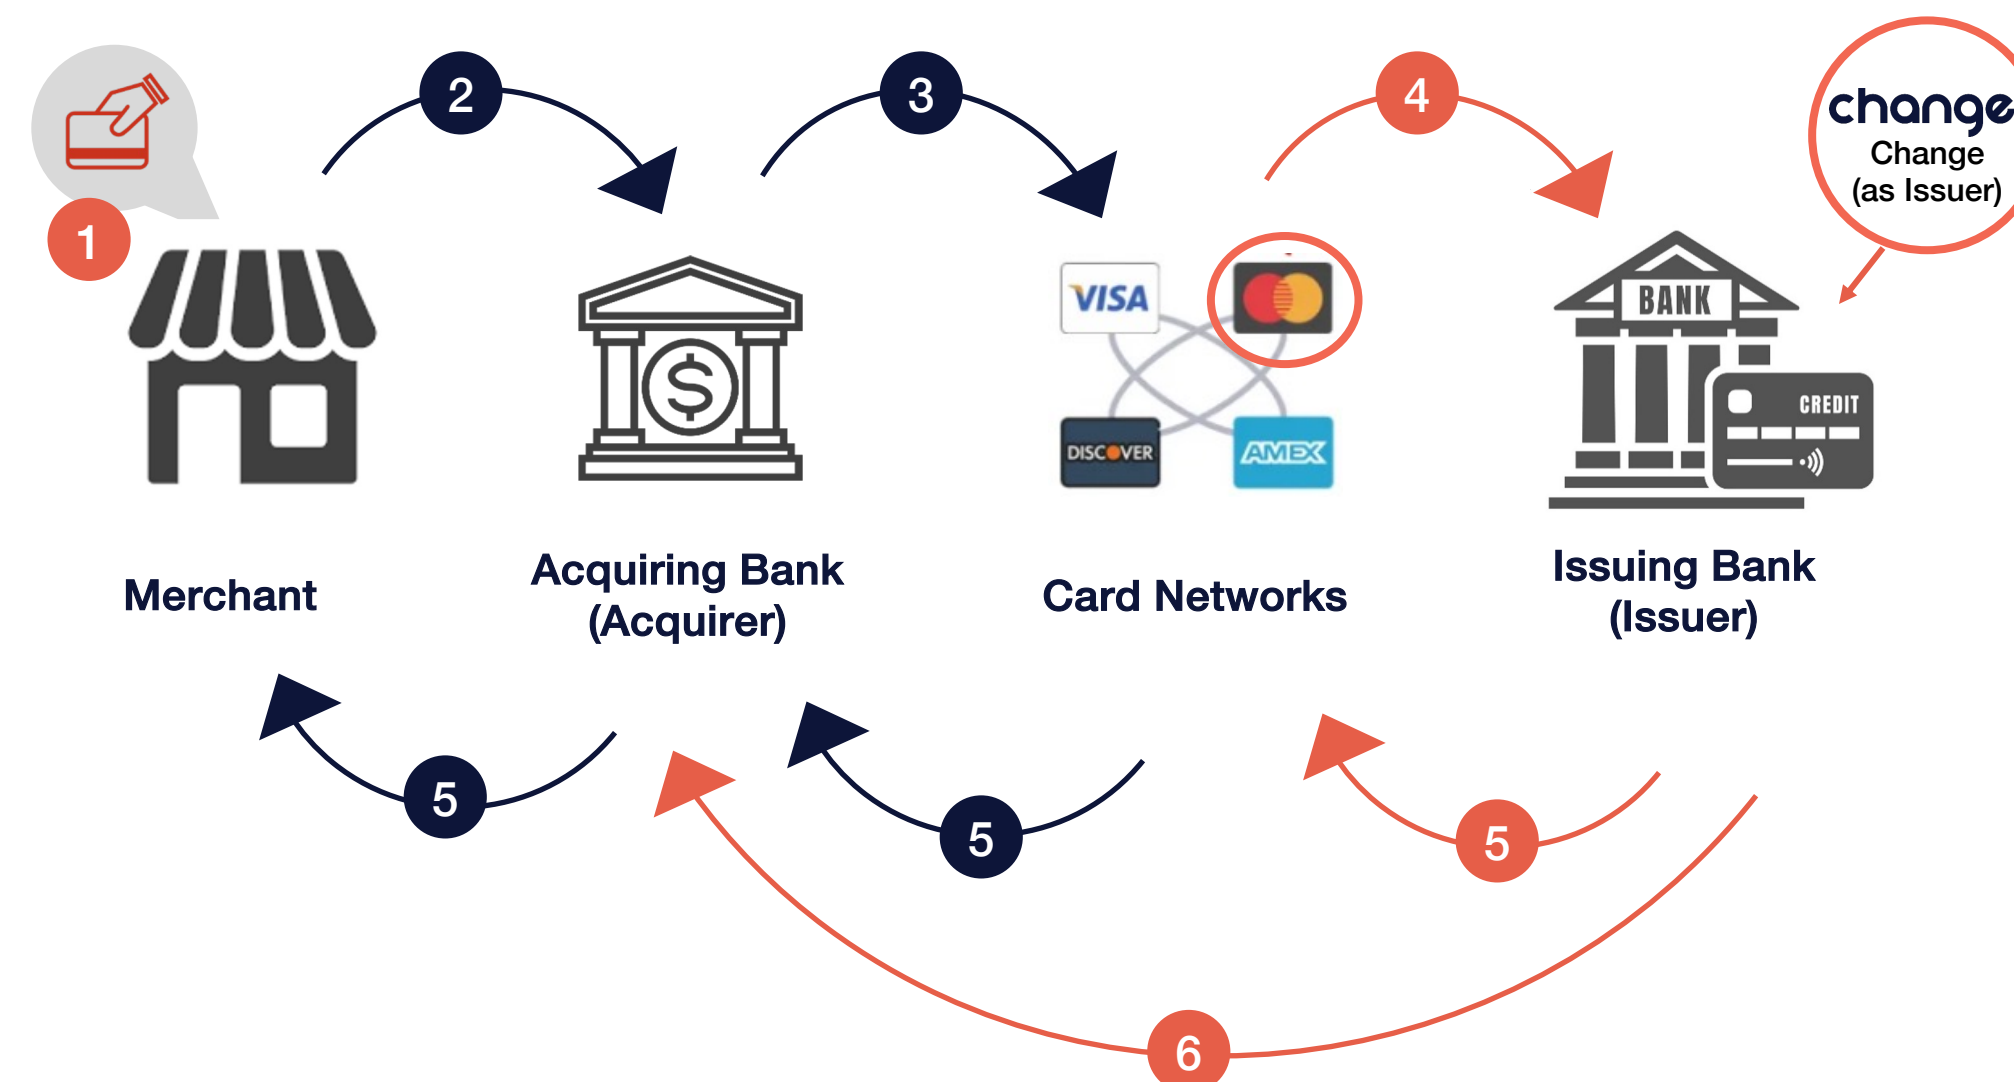 1
2
3
4
change
Change
(as Issuer)
VISA
DISCOVER
AMEX
BANK
CREDIT
Merchant
Acquiring Bank
(Acquirer)
Card Networks
Issuing Bank
(Issuer)
5
5
5
6